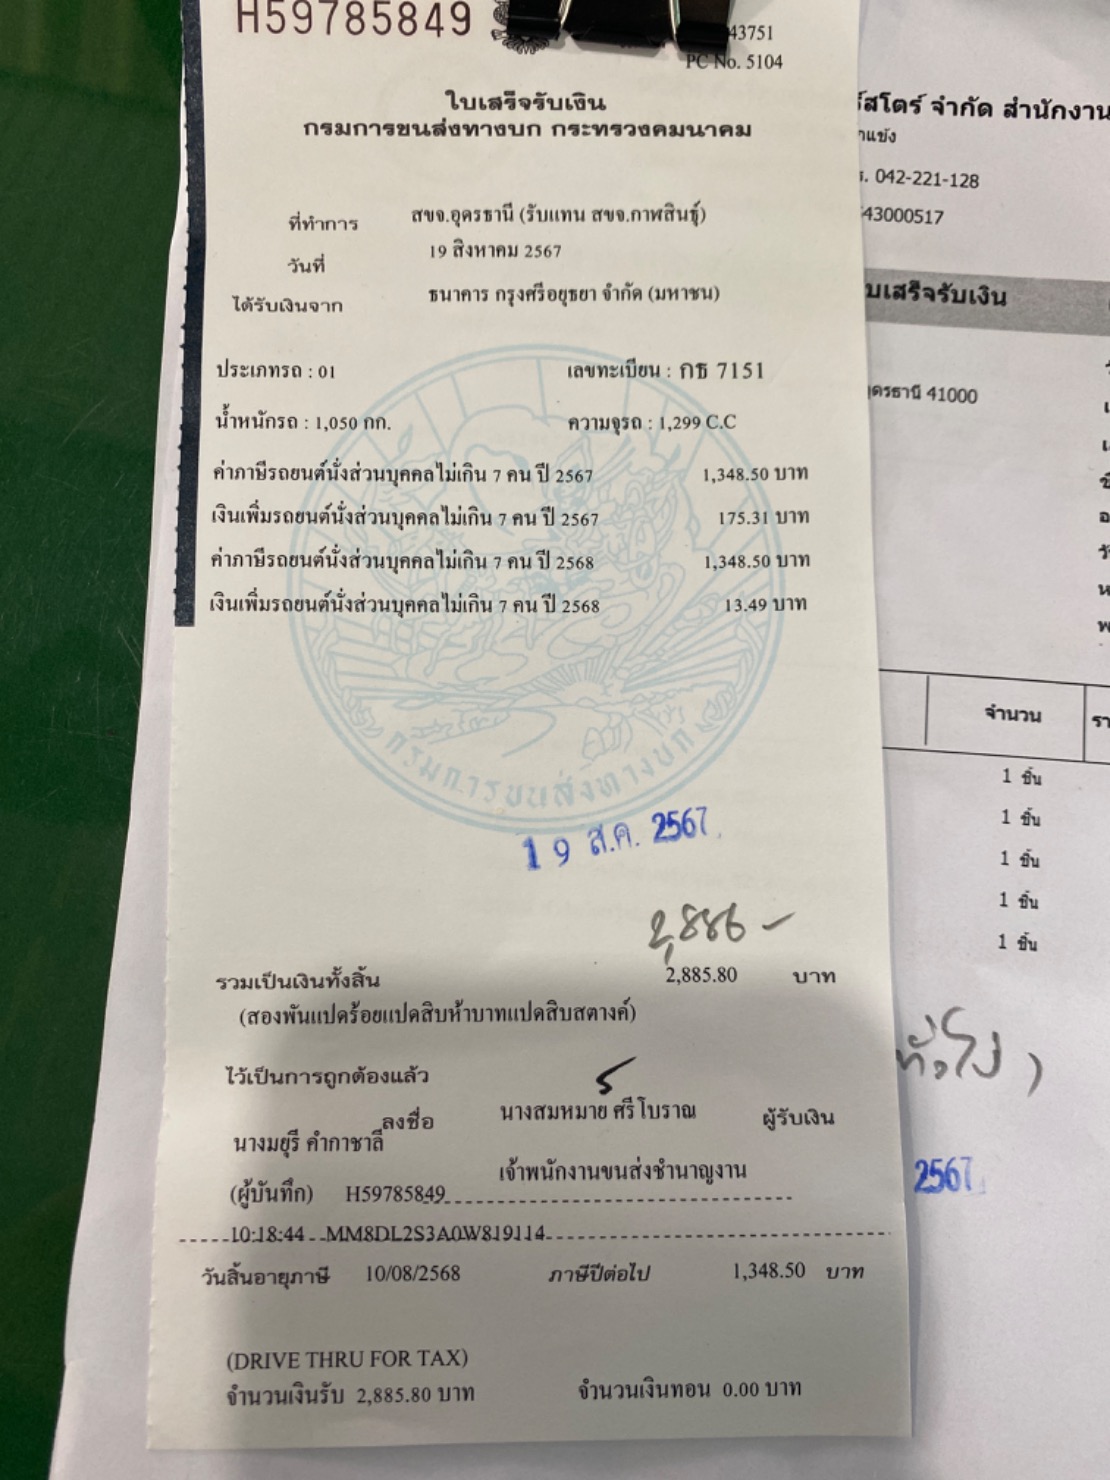 H59785849
43751
PC No. 5104
ใบเสร็จรับเงิน
กรมการขนส่งทางบก กระทรวงคมนาคม
ที่ทำการ สขจ.อุดรธานี (รับแทน สขจ.กาฬสินธุ์)
วันที่ 19 สิงหาคม 2567
ได้รับเงินจาก ธนาคาร กรุงศรีอยุธยา จำกัด (มหาชน)
ประเภทรถ : 01 เลขทะเบียน : กธ 7151
น้ำหนักรถ : 1,050 กก. ความจุรถ : 1,299 C.C
ค่าภาษีรถยนต์นั่งส่วนบุคคลไม่เกิน 7 คน ปี 2567 1,348.50 บาท
เงินเพิ่มรถยนต์นั่งส่วนบุคคลไม่เกิน 7 คน ปี 2567 175.31 บาท
ค่าภาษีรถยนต์นั่งส่วนบุคคลไม่เกิน 7 คน ปี 2568 1,348.50 บาท
เงินเพิ่มรถยนต์นั่งส่วนบุคคลไม่เกิน 7 คน ปี 2568 13.49 บาท
กรมการขนส่งทางบก
19 ส.ค. 2567
2,886-
รวมเป็นเงินทั้งสิ้น 2,885.80 บาท
(สองพันแปดร้อยแปดสิบห้าบาทแปดสิบสตางค์)
ไว้เป็นการถูกต้องแล้ว
ลงชื่อ นางสมหมาย ศรีโบราณ ผู้รับเงิน
นางมยุรี คำกาชาลี
เจ้าพนักงานขนส่งชำนาญงาน
(ผู้บันทึก) H59785849
10:18:44 MM8DL2S3A0W819114
วันสิ้นอายุภาษี 10/08/2568 ภาษีปีต่อไป 1,348.50 บาท
(DRIVE THRU FOR TAX)
จำนวนเงินรับ 2,885.80 บาท จำนวนเงินทอน 0.00 บาท
สโตร์ จำกัด สำนักงาน
042-221-128
43000517
บเสร็จรับเงิน
ดรธานี 41000
จำนวน
1 ชิ้น
1 ชิ้น
1 ชิ้น
1 ชิ้น
1 ชิ้น
2567